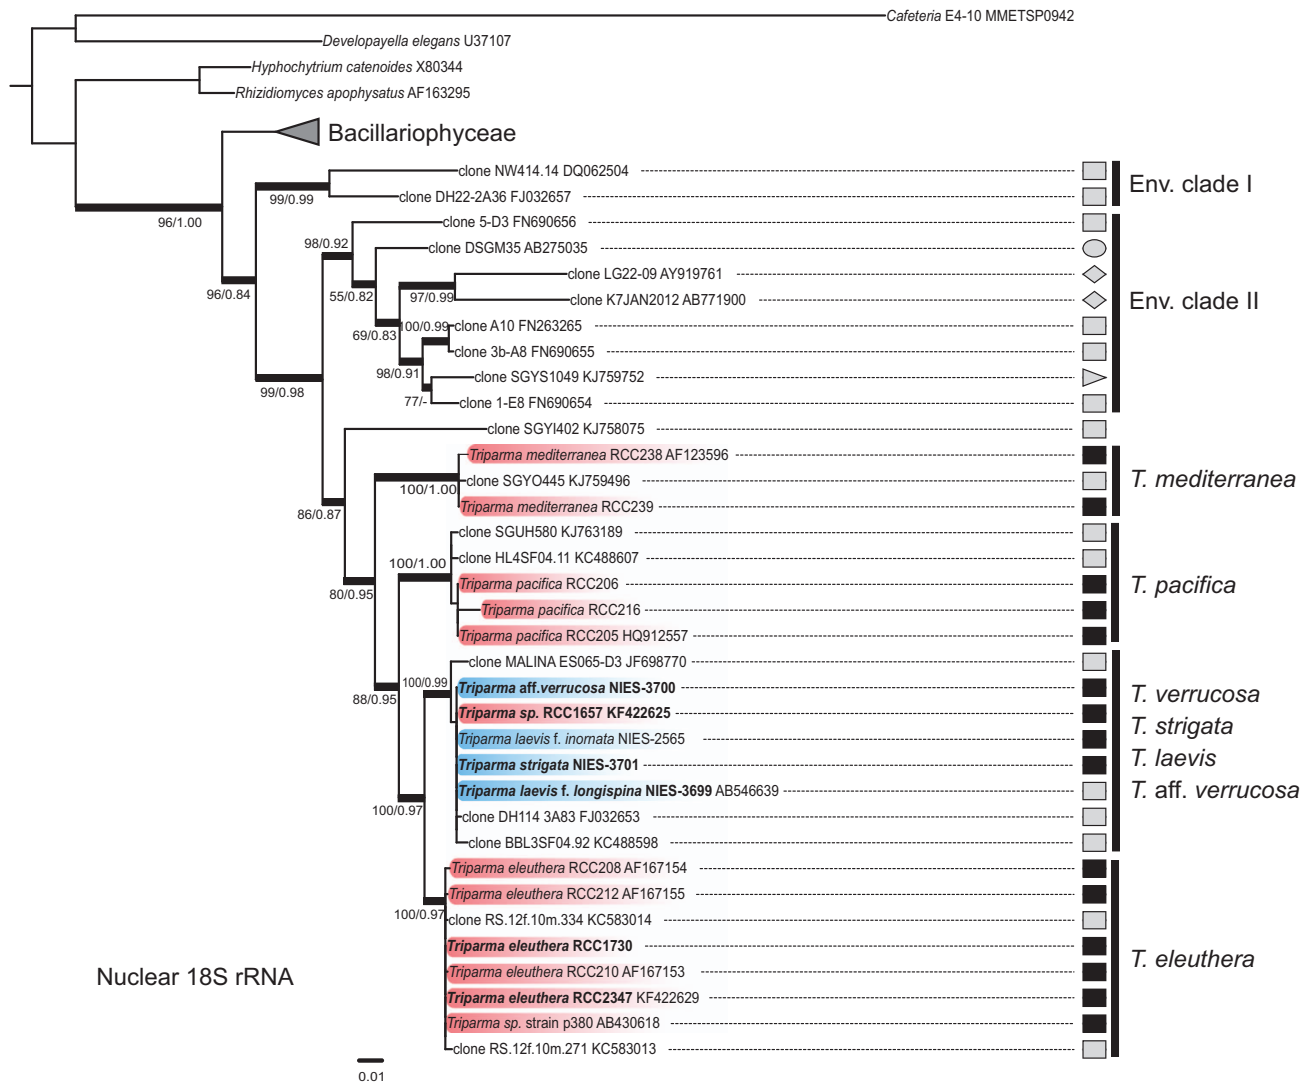 Cafeteria E4-10 MMETSP0942
Developayella elegans U37107
Hyphochytrium catenoides X80344
Rhizidiomyces apophysatus AF163295
Bacillariophyceae
clone NW414.14 DQ062504
Env. clade I
99/0.99
clone DH22-2A36 FJ032657
96/1.00
clone 5-D3 FN690656
98/0.92
clone DSGM35 AB275035
96/0.84
clone LG22-09 AY919761
55/0.82
97/0.99
clone K7JAN2012 AB771900
Env. clade II
100/0.99
clone A10 FN263265
69/0.83
clone 3b-A8 FN690655
98/0.91
clone SGYS1049 KJ759752
99/0.98
77/-
clone 1-E8 FN690654
clone SGYI402 KJ758075
Triparma mediterranea RCC238 AF123596
clone SGYO445 KJ759496
T. mediterranea
100/1.00
Triparma mediterranea RCC239
86/0.87
clone SGUH580 KJ763189
clone HL4SF04.11 KC488607
100/1.00
Triparma pacifica RCC206
T. pacifica
80/0.95
Triparma pacifica RCC216
Triparma pacifica RCC205 HQ912557
clone MALINA ES065-D3 JF698770
100/0.99
Triparma aff.verrucosa NIES-3700
T. verrucosa
88/0.95
Triparma sp. RCC1657 KF422625
T. strigata
Triparma laevis f. inornata NIES-2565
T. laevis
Triparma strigata NIES-3701
Triparma laevis f. longispina NIES-3699 AB546639
T. aff. verrucosa
100/0.97
clone DH114 3A83 FJ032653
clone BBL3SF04.92 KC488598
Triparma eleuthera RCC208 AF167154
Triparma eleuthera RCC212 AF167155
100/0.97
clone RS.12f.10m.334 KC583014
Triparma eleuthera RCC1730
T. eleuthera
Triparma eleuthera RCC210 AF167153
Nuclear 18S rRNA
Triparma eleuthera RCC2347 KF422629
Triparma sp. strain p380 AB430618
clone RS.12f.10m.271 KC583013
0.01